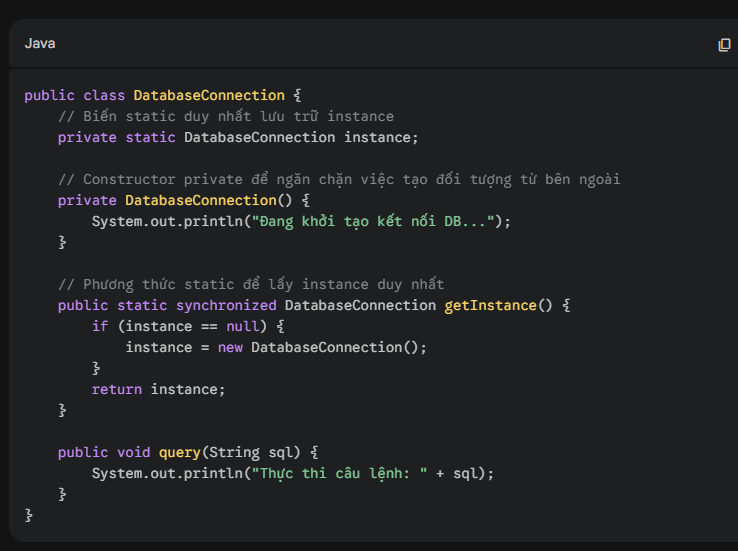 Java
public class DatabaseConnection {
    // Biến static duy nhất lưu trữ instance
    private static DatabaseConnection instance;

    // Constructor private để ngăn chặn việc tạo đối tượng từ bên ngoài
    private DatabaseConnection() {
        System.out.println("Đang khởi tạo kết nối DB...");
    }

    // Phương thức static để lấy instance duy nhất
    public static synchronized DatabaseConnection getInstance() {
        if (instance == null) {
            instance = new DatabaseConnection();
        }
        return instance;
    }

    public void query(String sql) {
        System.out.println("Thực thi câu lệnh: " + sql);
    }
}